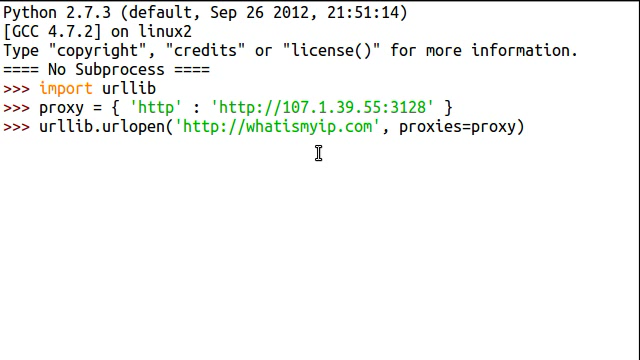 Python 2.7.3 (default, Sep 26 2012, 21:51:14)
[GCC 4.7.2] on linux2
Type "copyright", "credits" or "license()" for more information.
==== No Subprocess ====
>>> import urllib
>>> proxy = { 'http' : 'http://107.1.39.55:3128' }
>>> urllib.urlopen('http://whatismyip.com', proxies=proxy)